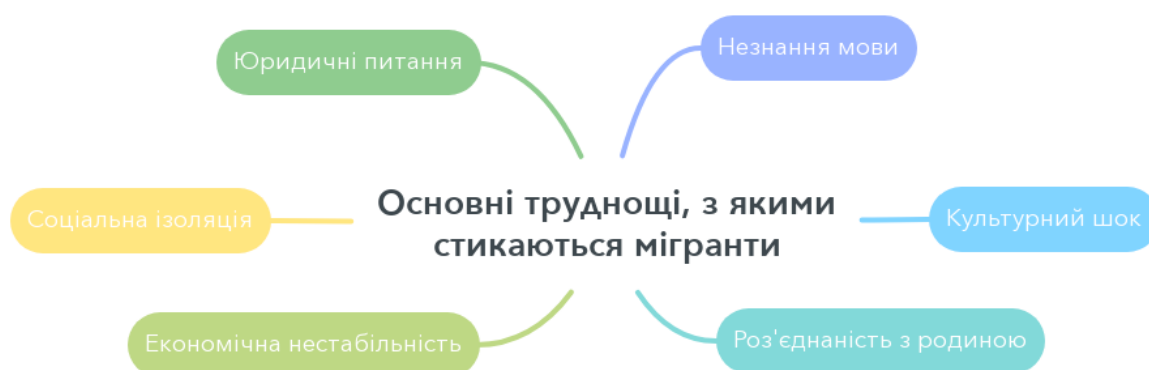 Основні труднощі, з якими
стикаються мігранти
Незнання мови
Культурний шок
Роз'єднаність з родиною
Економічна нестабільність
Соціальна ізоляція
Юридичні питання